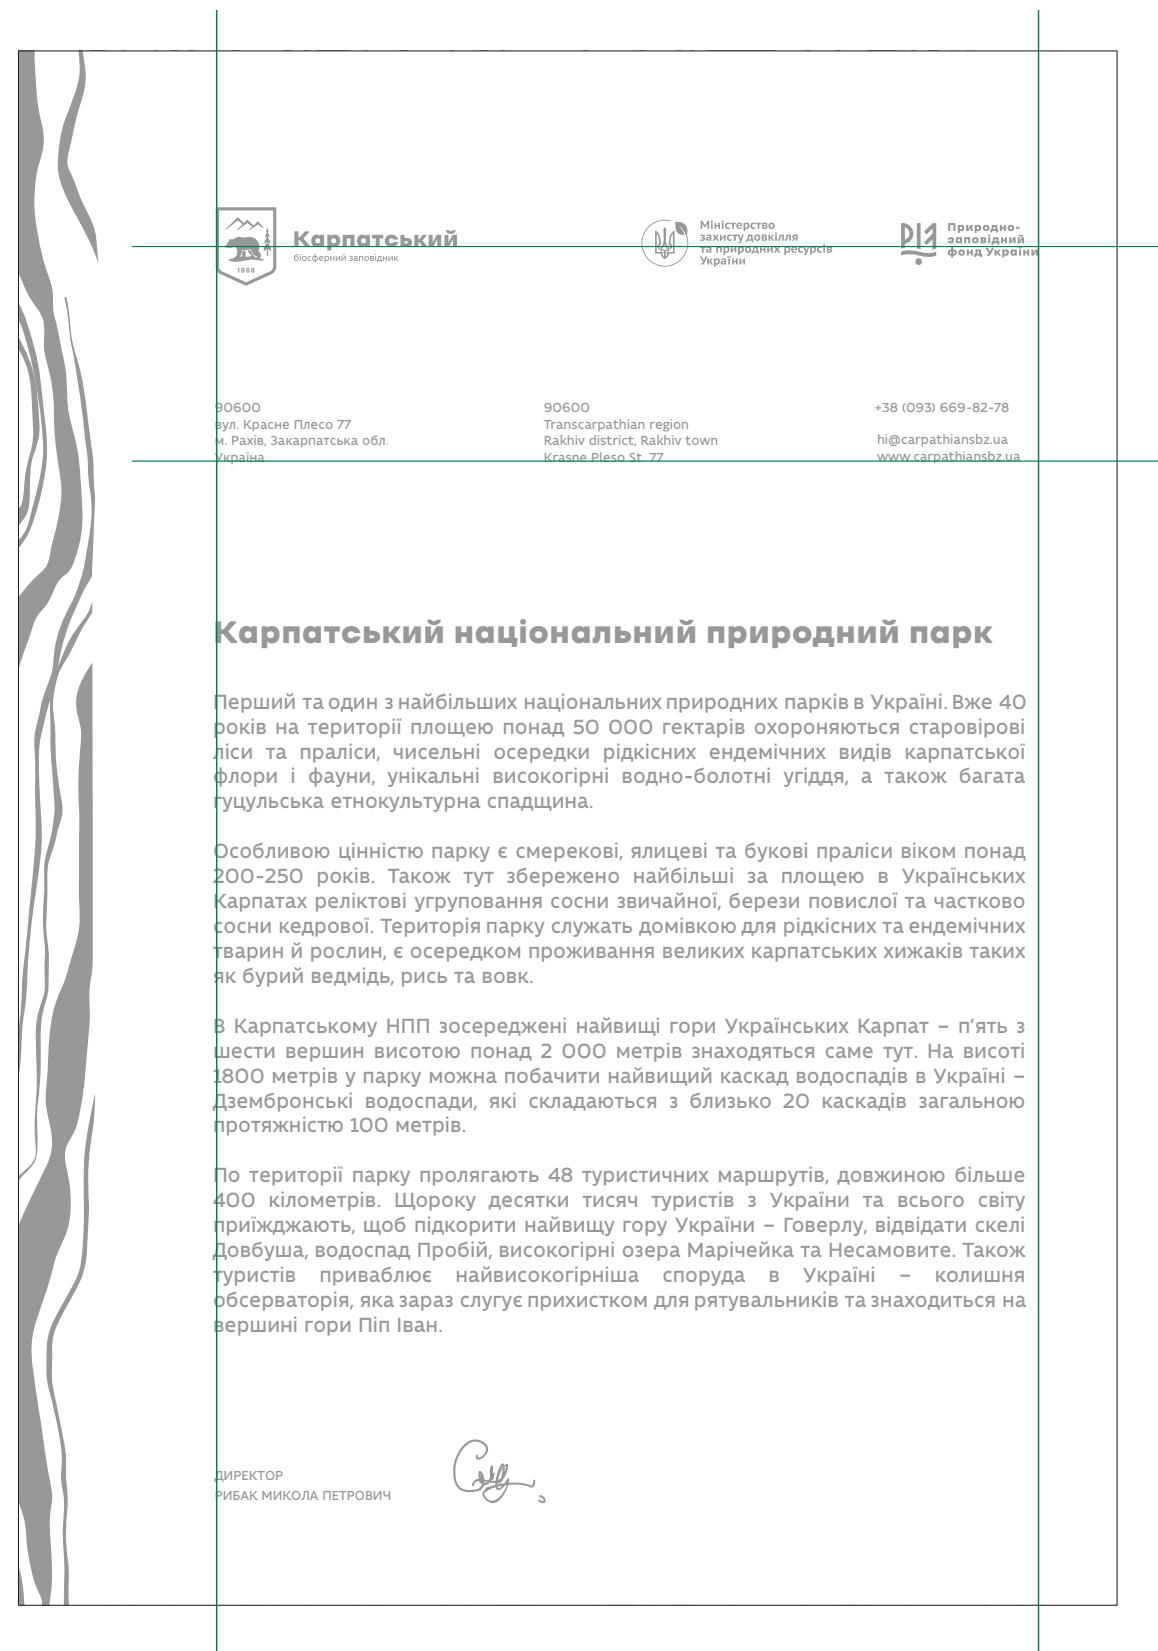 1968
Карпатський
біосферний заповідник
Міністерство
захисту довкілля
та природних ресурсів
України
Природно-
заповідний
фонд України
90600
вул. Красне Плесо 77
м. Рахів, Закарпатська обл.
Україна
90600
Transcarpathian region
Rakhiv district, Rakhiv town
Krasne Pleso St. 77
+38 (093) 669-82-78
hi@carpathiansbz.ua
www.carpathiansbz.ua
Карпатський національний природний парк
Перший та один з найбільших національних природних парків в Україні. Вже 40
років на території площею понад 50 000 гектарів охороняються старовірові
ліси та праліси, чисельні осередки рідкісних ендемічних видів карпатської
флори і фауни, унікальні високогірні водно-болотні угіддя, а також багата
гуцульська етнокультурна спадщина.
Особливою цінністю парку є смерекові, ялицеві та букові праліси віком понад
200-250 років. Також тут збережено найбільші за площею в Українських
Карпатах реліктові угруповання сосни звичайної, берези повислої та частково
сосни кедрової. Територія парку служать домівкою для рідкісних та ендемічних
тварин й рослин, є осередком проживання великих карпатських хижаків таких
як бурий ведмідь, рись та вовк.
В Карпатському НПП зосереджені найвищі гори Українських Карпат – п’ять з
шести вершин висотою понад 2 000 метрів знаходяться саме тут. На висоті
1800 метрів у парку можна побачити найвищий каскад водоспадів в Україні –
Дзембронські водоспади, які складаються з близько 20 каскадів загальною
протяжністю 100 метрів.
По території парку пролягають 48 туристичних маршрутів, довжиною більше
400 кілометрів. Щороку десятки тисяч туристів з України та всього світу
приїжджають, щоб підкорити найвищу гору України – Говерлу, відвідати скелі
Довбуша, водоспад Пробій, високогірні озера Марічейка та Несамовите. Також
туристів приваблює найвисокогірніша споруда в Україні – колишня
обсерваторія, яка зараз слугує прихистком для рятувальників та знаходиться на
вершині гори Піп Іван.
ДИРЕКТОР
РИБАК МИКОЛА ПЕТРОВИЧ